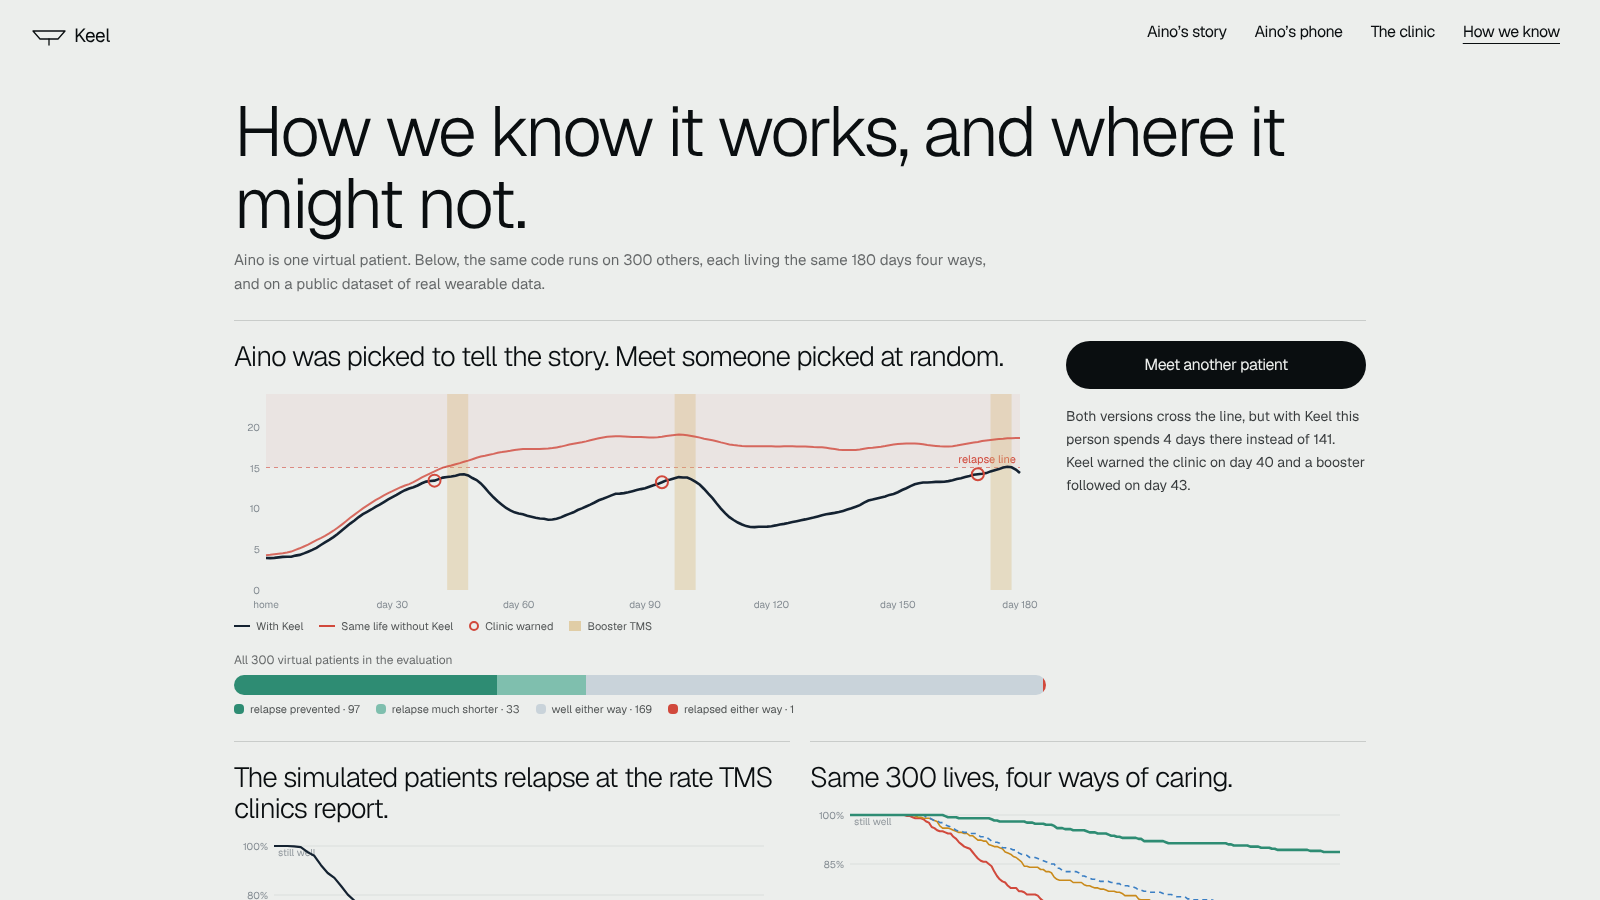 Keel
Aino’s story
Aino’s phone
The clinic
How we know
How we know it works, and where it
might not.
Aino is one virtual patient. Below, the same code runs on 300 others, each living the same 180 days four ways,
and on a public dataset of real wearable data.
Aino was picked to tell the story. Meet someone picked at random.
Meet another patient
Both versions cross the line, but with Keel this
person spends 4 days there instead of 141.
Keel warned the clinic on day 40 and a booster
followed on day 43.
20
15
10
5
0
relapse line
home
day 30
day 60
day 90
day 120
day 150
day 180
With Keel
Same life without Keel
Clinic warned
Booster TMS
All 300 virtual patients in the evaluation
relapse prevented · 97
relapse much shorter · 33
well either way · 169
relapsed either way · 1
The simulated patients relapse at the rate TMS
clinics report.
100%
still well
80%
Same 300 lives, four ways of caring.
100%
still well
85%